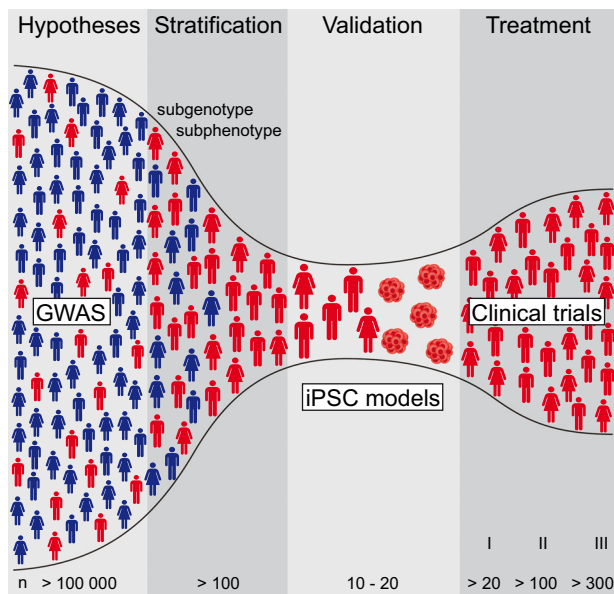 Hypotheses Stratification Validation Treatment
subgenotype
subphenotype
GWAS
Clinical trials
iPSC models
I II III
n > 100 000 > 100 10 - 20 > 20 > 100 > 300